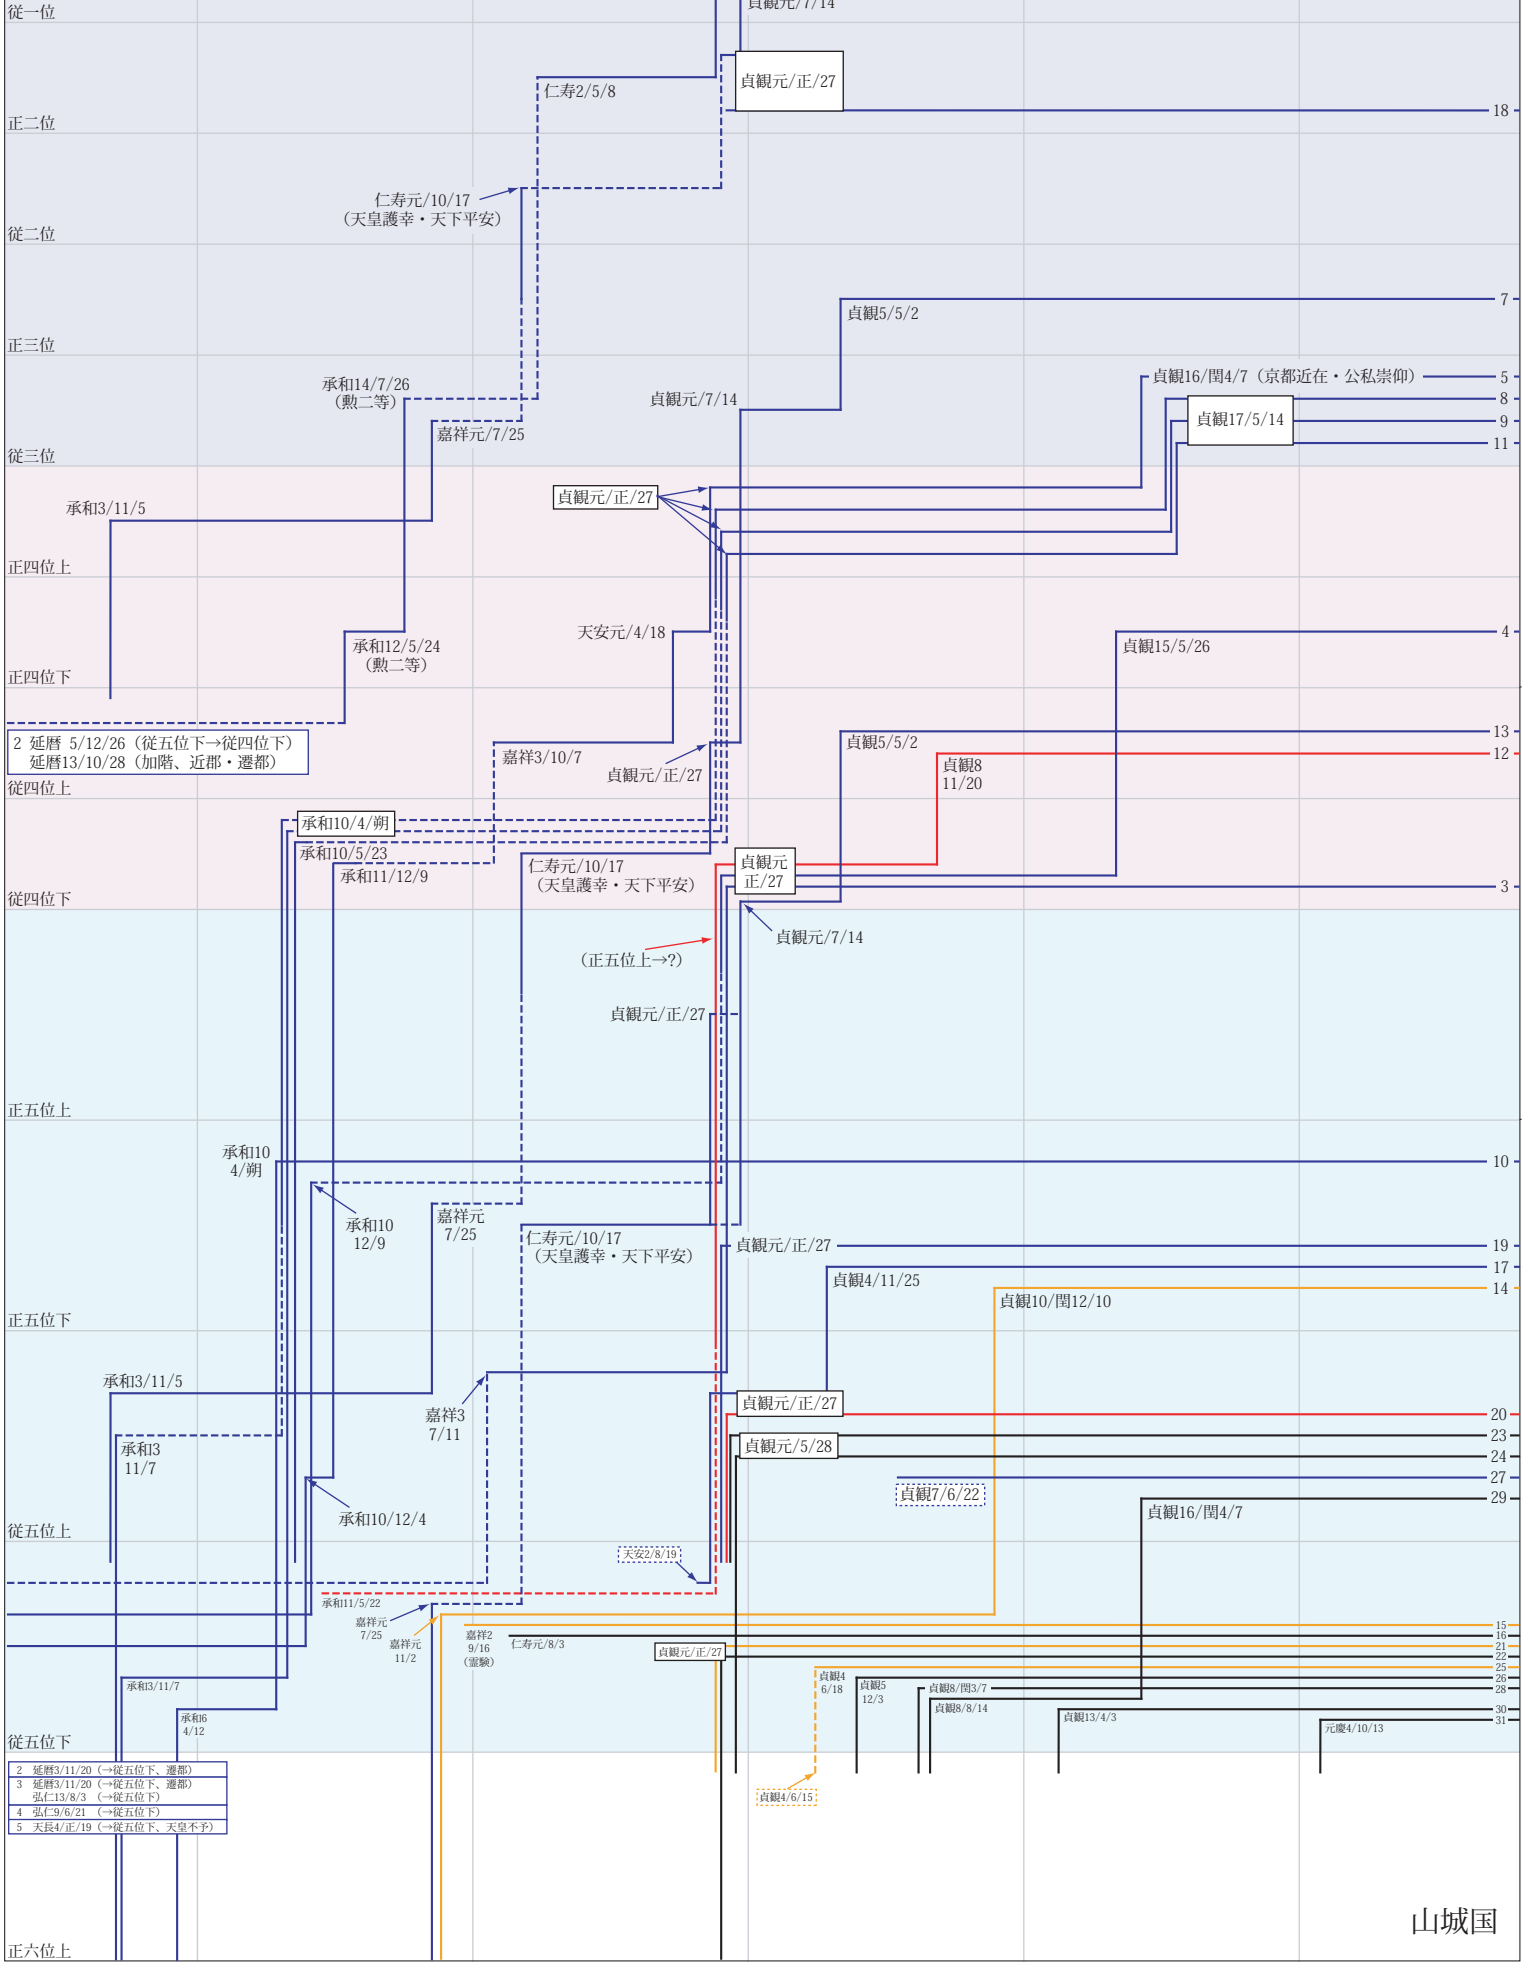 従一位
貞観元/7/14
貞観元/正/27
仁寿2/5/8
18
正二位
仁寿元/10/17
（天皇護幸・天下平安）
従二位
7
貞観5/5/2
正三位
貞観16/閏4/7（京都近在・公私崇仰）
5
承和14/7/26
（勲二等）
貞観元/7/14
8
貞観17/5/14
9
嘉祥元/7/25
11
従三位
貞観元/正/27
承和3/11/5
正四位上
天安元/4/18
4
承和12/5/24
（勲二等）
貞観15/5/26
正四位下
13
2 延暦 5/12/26（従五位下→従四位下）
延暦13/10/28（加階、近郡・遷都）
貞観5/5/2
12
嘉祥3/10/7
貞観8
11/20
貞観元/正/27
従四位上
承和10/4/朔
承和10/5/23
承和11/12/9
仁寿元/10/17
（天皇護幸・天下平安）
貞観元
正/27
3
従四位下
貞観元/7/14
（正五位上→?）
貞観元/正/27
正五位上
承和10
4/朔
10
承和10
12/9
嘉祥元
7/25
仁寿元/10/17
（天皇護幸・天下平安）
貞観元/正/27
19
17
貞観4/11/25
14
貞観10/閏12/10
正五位下
承和3/11/5
貞観元/正/27
嘉祥3
7/11
20
23
承和3
11/7
貞観元/5/28
24
27
貞観7/6/22
29
承和10/12/4
貞観16/閏4/7
従五位上
天安2/8/19
承和11/5/22
嘉祥元
7/25
嘉祥元
11/2
嘉祥2
9/16
（霊験）
仁寿元/8/3
貞観元/正/27
15
16
21
22
25
26
28
30
31
承和3/11/7
貞観4
6/18
貞観5
12/3
貞観8/閏3/7
貞観8/8/14
承和6
4/12
貞観13/4/3
元慶4/10/13
従五位下
2 延暦3/11/20（→従五位下、遷都）
3 延暦3/11/20（→従五位下、遷都）
弘仁13/8/3 （→従五位下）
4 弘仁9/6/21 （→従五位下）
5 天長4/正/19（→従五位下、天皇不予）
貞観4/6/15
山城国
正六位上